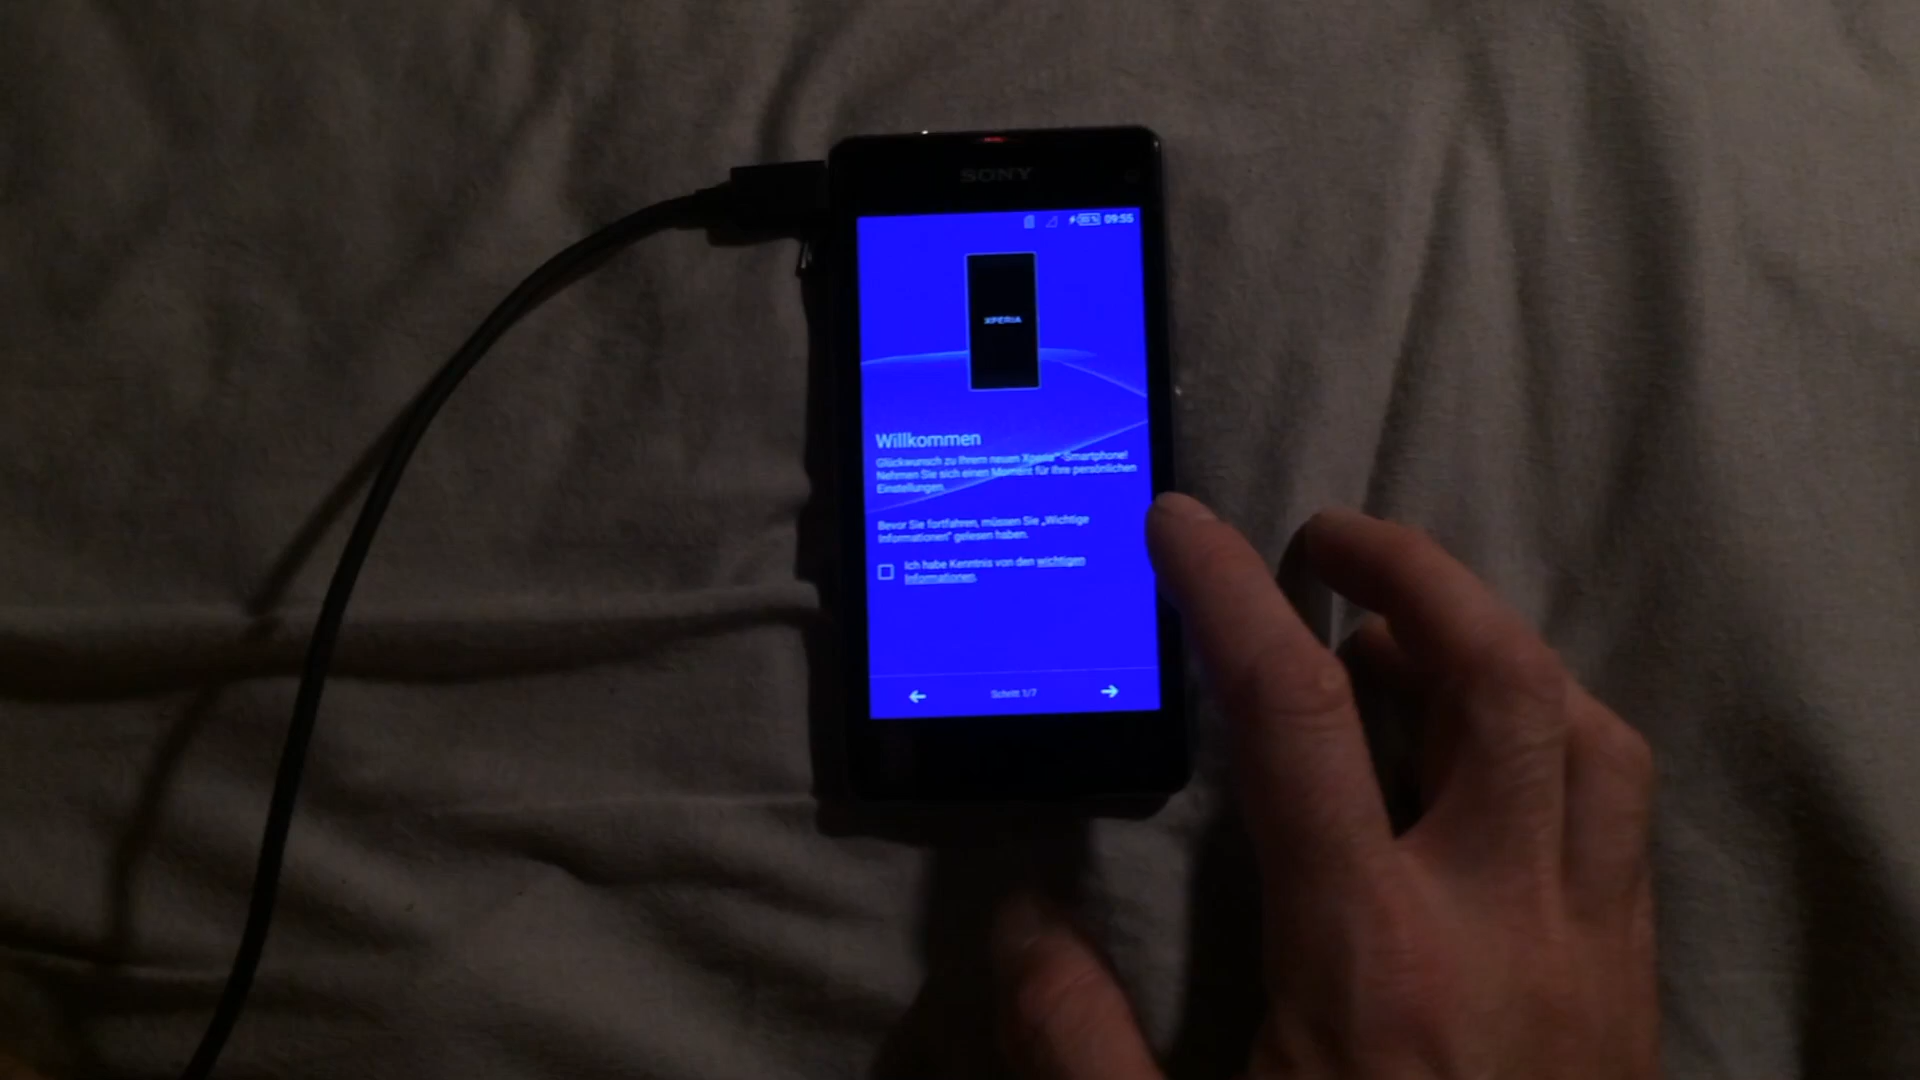 SONY
09:55
XPERIA
Willkommen
Glückwunsch zu Ihrem neuen Xperia™-Smartphone!
Nehmen Sie sich einen Moment für Ihre persönlichen
Einstellungen.
Bevor Sie fortfahren, müssen Sie „Wichtige
Informationen“ gelesen haben.
Ich habe Kenntnis von den wichtigen
Informationen.
Schritt 1/7